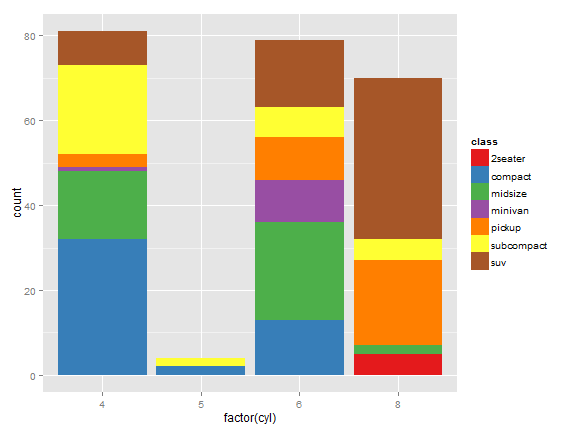 80
60
40
20
0
count
4 5 6 8
factor(cyl)
class
2seater
compact
midsize
minivan
pickup
subcompact
suv